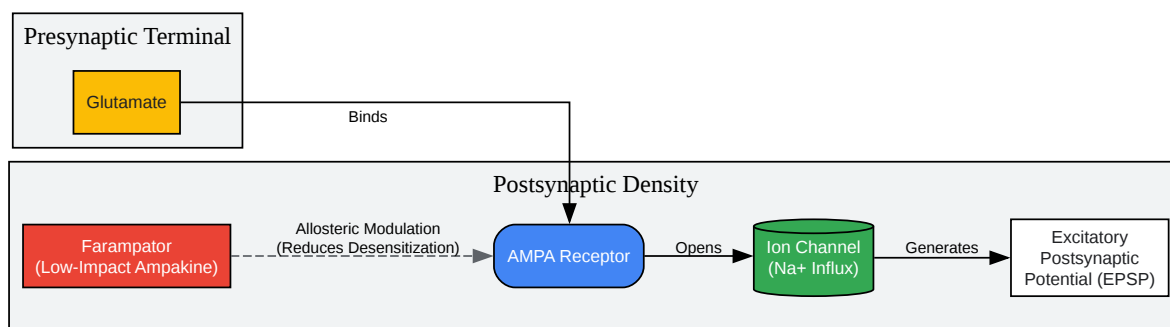 Presynaptic Terminal
Glutamate
Binds
Postsynaptic Density
Farampator
(Low-Impact Ampakine)
Allosteric Modulation
(Reduces Desensitization)
AMPA Receptor
Opens
Ion Channel
(Na+ Influx)
Generates
Excitatory
Postsynaptic
Potential (EPSP)